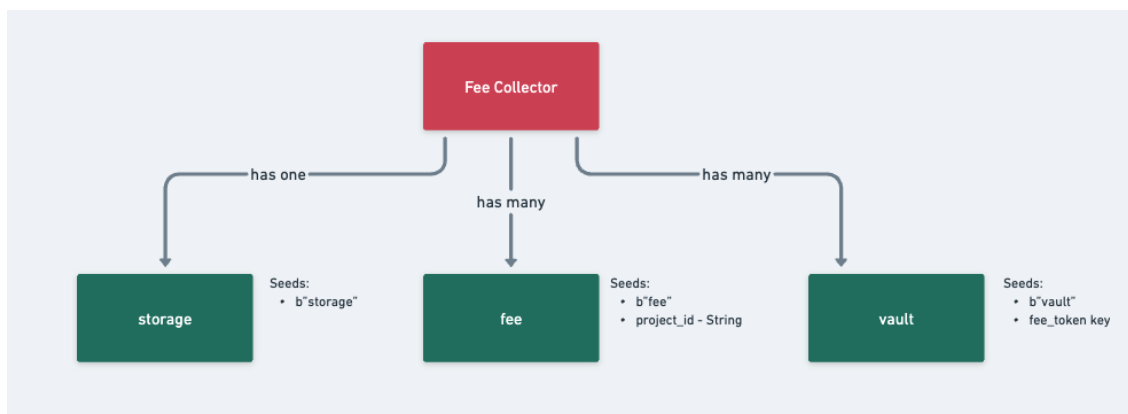 Fee Collector
has one
has many
has many
storage
Seeds:
• b"storage"
fee
Seeds:
• b"fee"
• project_id - String
vault
Seeds:
• b"vault"
• fee_token key